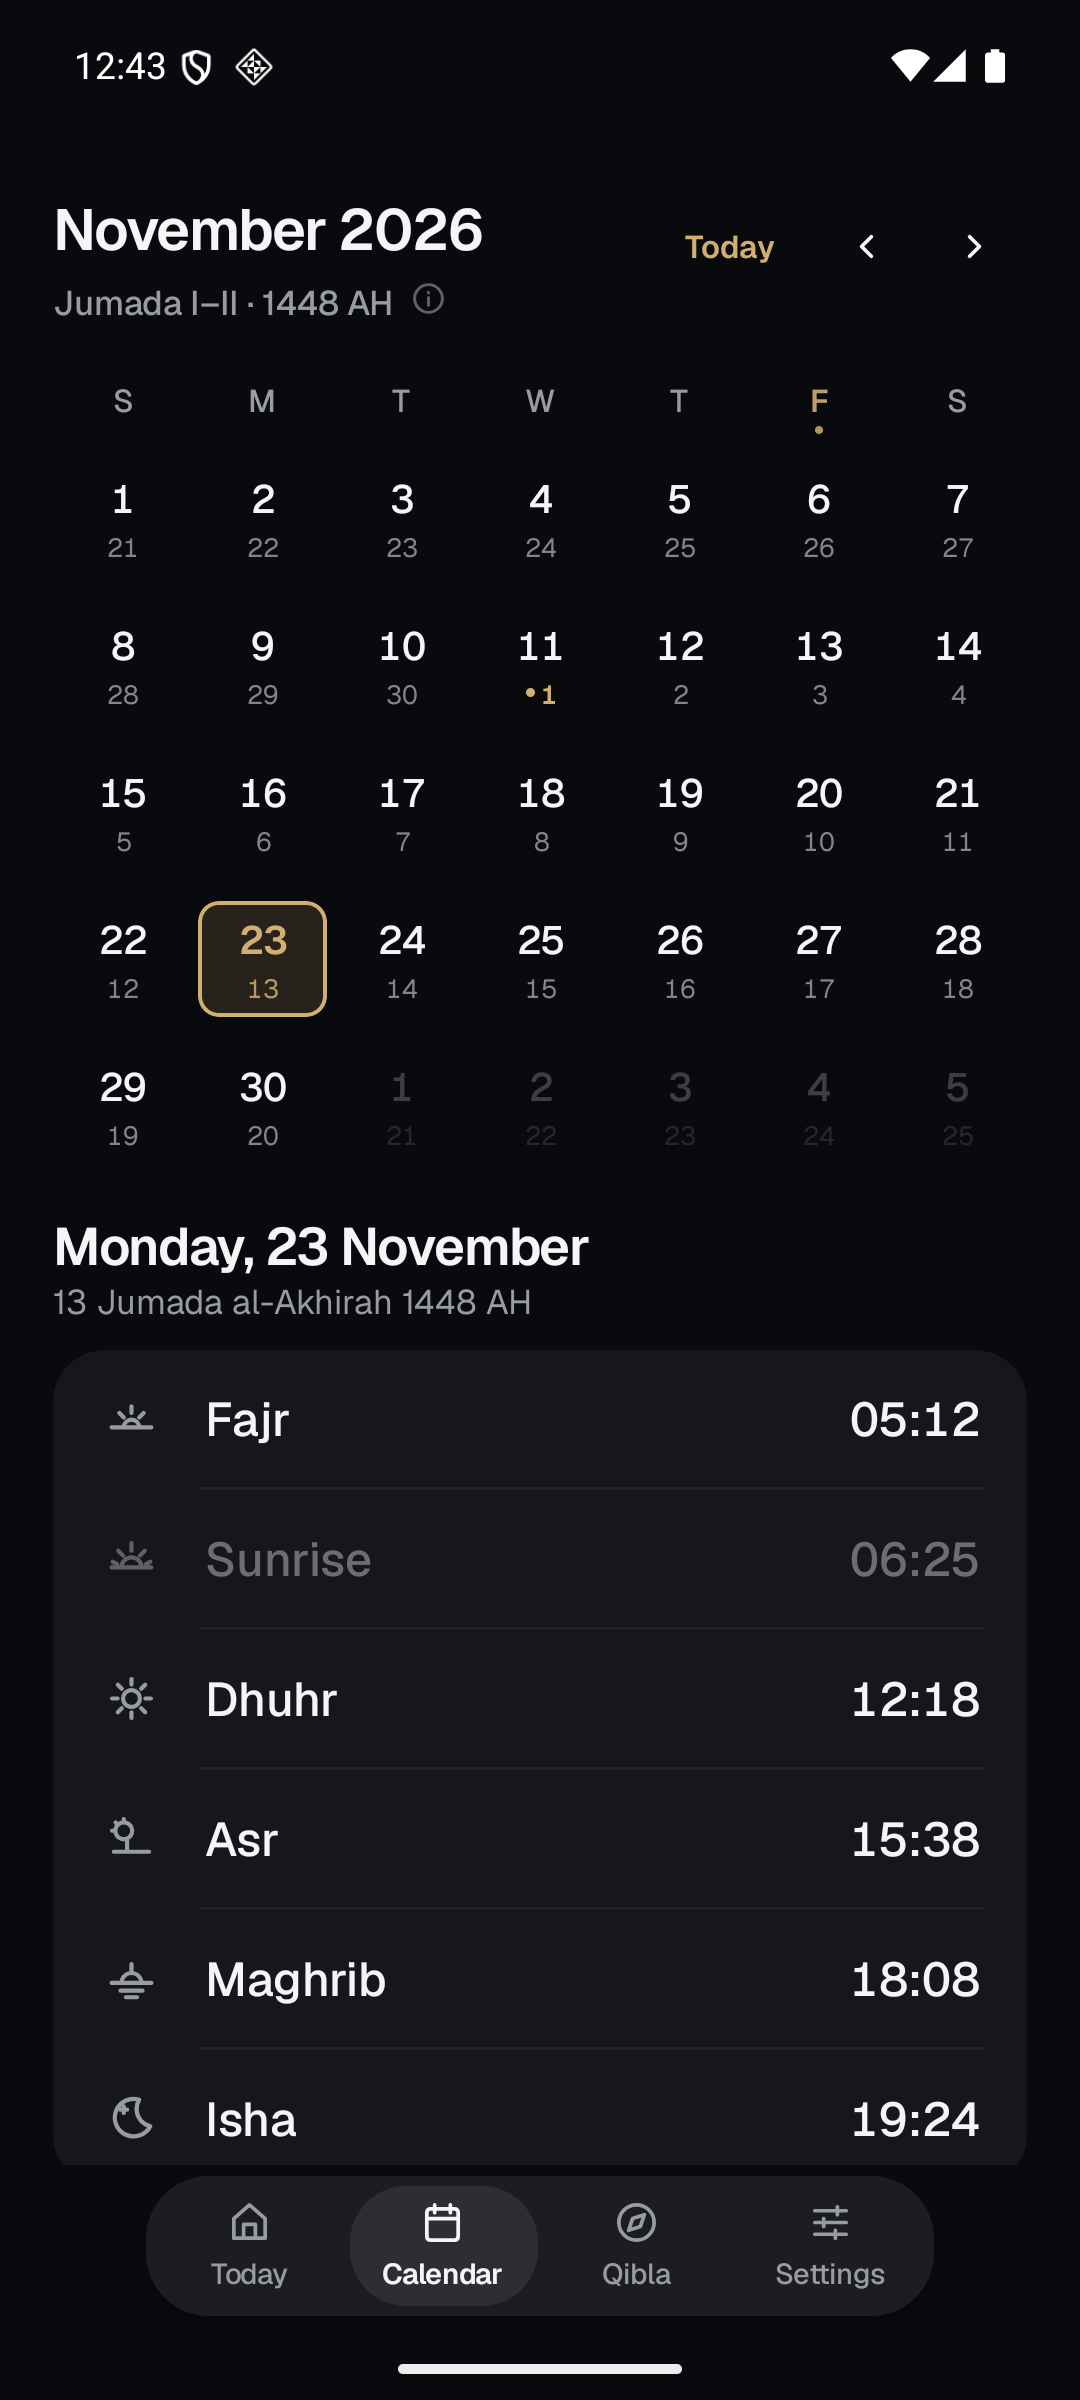 12:43
November 2026
Today
Jumada I–II · 1448 AH
S M T W T F S
1 2 3 4 5 6 7
21 22 23 24 25 26 27
8 9 10 11 12 13 14
28 29 30 1 2 3 4
15 16 17 18 19 20 21
5 6 7 8 9 10 11
22 23 24 25 26 27 28
12 13 14 15 16 17 18
29 30 1 2 3 4 5
19 20 21 22 23 24 25
Monday, 23 November
13 Jumada al-Akhirah 1448 AH
Fajr 05:12
Sunrise 06:25
Dhuhr 12:18
Asr 15:38
Maghrib 18:08
Isha 19:24
Today Calendar Qibla Settings